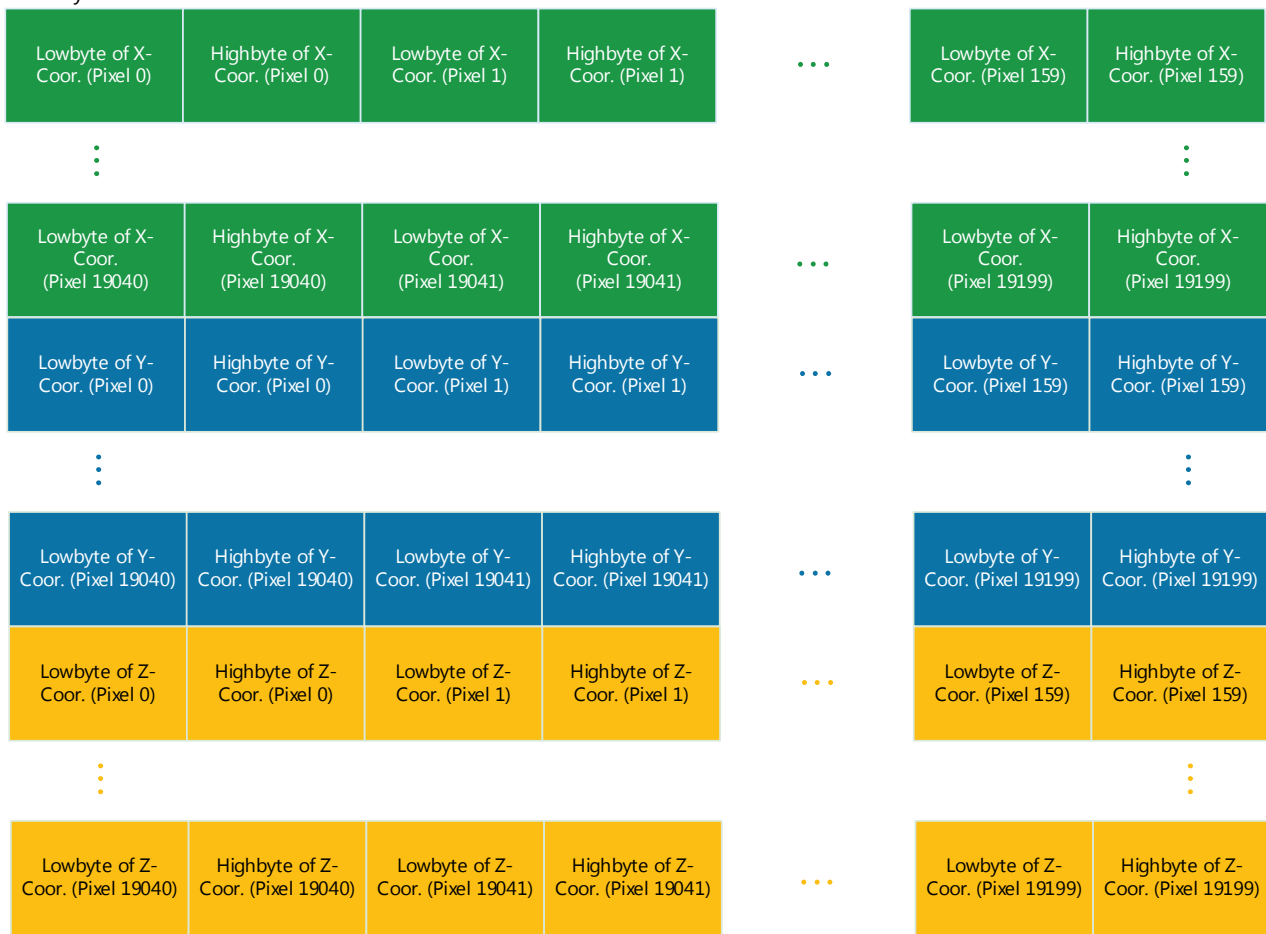 Lowbyte of X-
Coor. (Pixel 0)
Highbyte of X-
Coor. (Pixel 0)
Lowbyte of X-
Coor. (Pixel 1)
Highbyte of X-
Coor. (Pixel 1)
Lowbyte of X-
Coor. (Pixel 159)
Highbyte of X-
Coor. (Pixel 159)
Lowbyte of X-
Coor.
(Pixel 19040)
Highbyte of X-
Coor.
(Pixel 19040)
Lowbyte of X-
Coor.
(Pixel 19041)
Highbyte of X-
Coor.
(Pixel 19041)
Lowbyte of X-
Coor.
(Pixel 19199)
Highbyte of X-
Coor.
(Pixel 19199)
Lowbyte of Y-
Coor. (Pixel 0)
Highbyte of Y-
Coor. (Pixel 0)
Lowbyte of Y-
Coor. (Pixel 1)
Highbyte of Y-
Coor. (Pixel 1)
Lowbyte of Y-
Coor. (Pixel 159)
Highbyte of Y-
Coor. (Pixel 159)
Lowbyte of Y-
Coor. (Pixel 19040)
Highbyte of Y-
Coor. (Pixel 19040)
Lowbyte of Y-
Coor. (Pixel 19041)
Highbyte of Y-
Coor. (Pixel 19041)
Lowbyte of Y-
Coor. (Pixel 19199)
Highbyte of Y-
Coor. (Pixel 19199)
Lowbyte of Z-
Coor. (Pixel 0)
Highbyte of Z-
Coor. (Pixel 0)
Lowbyte of Z-
Coor. (Pixel 1)
Highbyte of Z-
Coor. (Pixel 1)
Lowbyte of Z-
Coor. (Pixel 159)
Highbyte of Z-
Coor. (Pixel 159)
Lowbyte of Z-
Coor. (Pixel 19040)
Highbyte of Z-
Coor. (Pixel 19040)
Lowbyte of Z-
Coor. (Pixel 19041)
Highbyte of Z-
Coor. (Pixel 19041)
Lowbyte of Z-
Coor. (Pixel 19199)
Highbyte of Z-
Coor. (Pixel 19199)